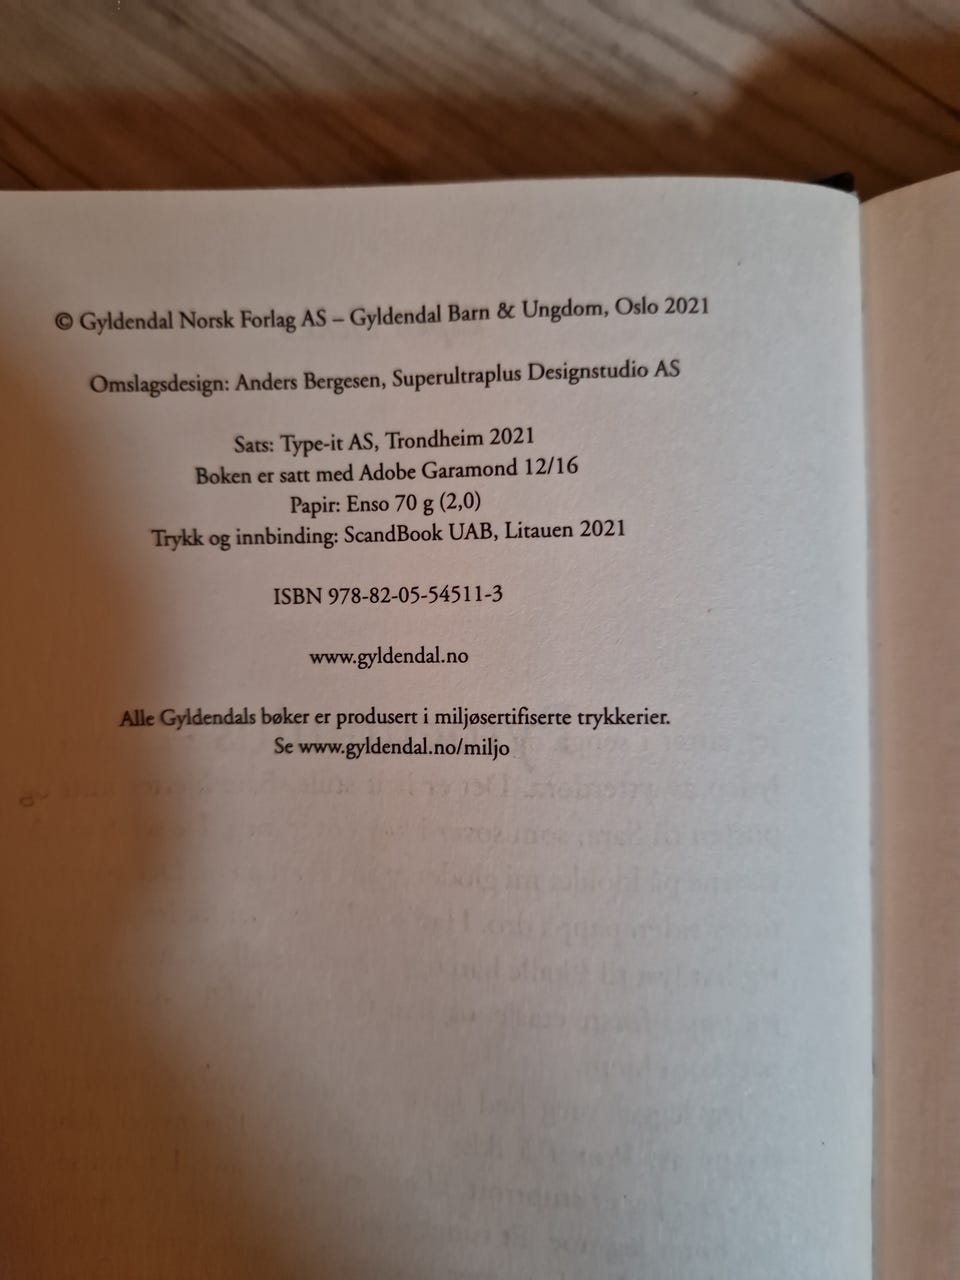 © Gyldendal Norsk Forlag AS – Gyldendal Barn & Ungdom, Oslo 2021
Omslagsdesign: Anders Bergesen, Superultraplus Designstudio AS
Sats: Type-it AS, Trondheim 2021
Boken er satt med Adobe Garamond 12/16
Papir: Enso 70 g (2,0)
Trykk og innbinding: ScandBook UAB, Litauen 2021
ISBN 978-82-05-54511-3
www.gyldendal.no
Alle Gyldendals bøker er produsert i miljøsertifiserte trykkerier.
Se www.gyldendal.no/miljo